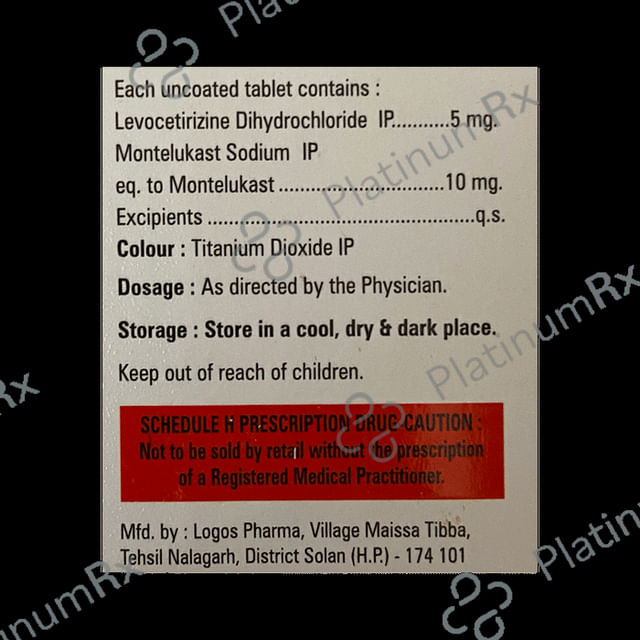 Each uncoated tablet contains :
Levocetirizine Dihydrochloride IP..........5 mg.
Montelukast Sodium IP
eq. to Montelukast .............................10 mg.
Excipients ...............................................q.s.
Colour : Titanium Dioxide IP
Dosage : As directed by the Physician.
Storage : Store in a cool, dry & dark place.
Keep out of reach of children.
SCHEDULE H PRESCRIPTION DRUG-CAUTION :
Not to be sold by retail without the prescription
of a Registered Medical Practitioner.
Mfd. by : Logos Pharma, Village Maissa Tibba,
Tehsil Nalagarh, District Solan (H.P.) - 174 101
PlatinumRx
PlatinumRx
PlatinumRx
Rx
PlatinumRx
Platin